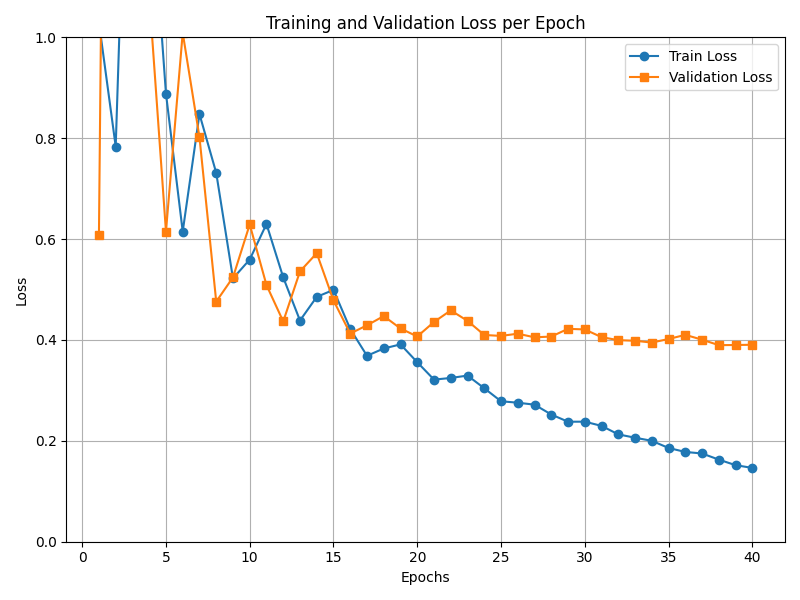 Training and Validation Loss per Epoch
Train Loss
Validation Loss
Loss
1.0
0.8
0.6
0.4
0.2
0.0
0 5 10 15 20 25 30 35 40
Epochs